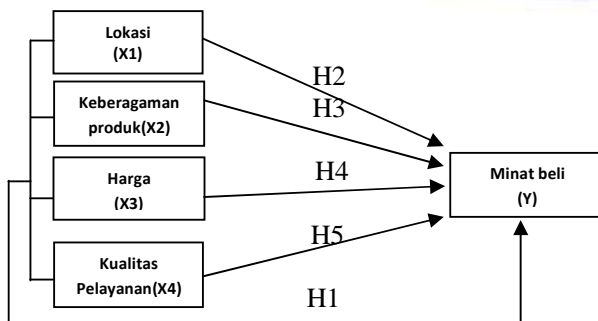 Lokasi
(X1)
H2
Keberagaman
produk(X2)
H3
Harga
(X3)
H4
Minat beli
(Y)
Kualitas
Pelayanan(X4)
H5
H1